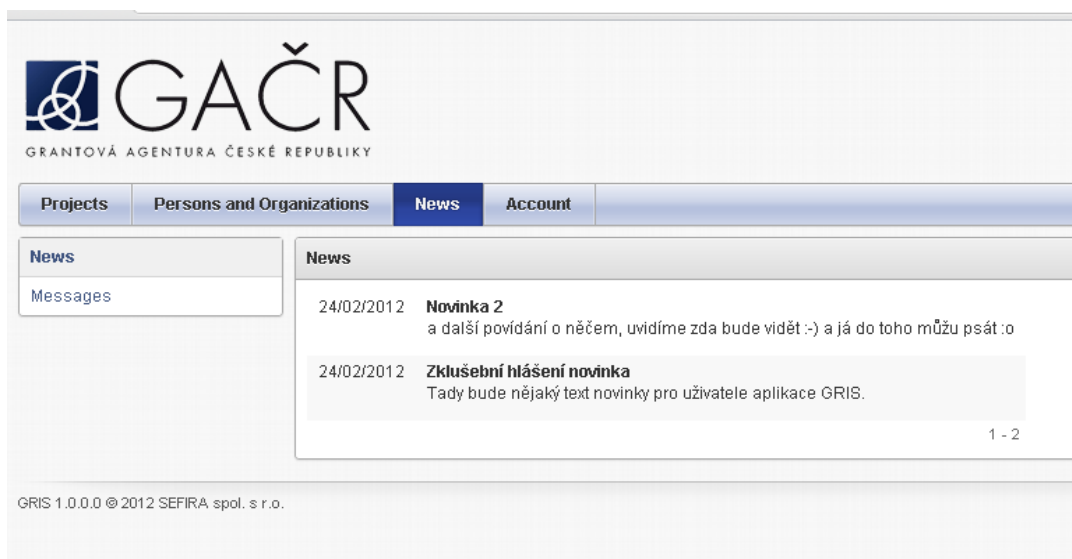 GAČR
GRANTOVÁ AGENTURA ČESKÉ REPUBLIKY
Projects Persons and Organizations News Account
News
Messages
News
24/02/2012 Novinka 2
a další povídání o něčem, uvidíme zda bude vidět :-) a já do toho můžu psát :o
24/02/2012 Zklušební hlášení novinka
Tady bude nějaký text novinky pro uživatele aplikace GRIS.
1 - 2
GRIS 1.0.0.0 © 2012 SEFIRA spol. s r.o.